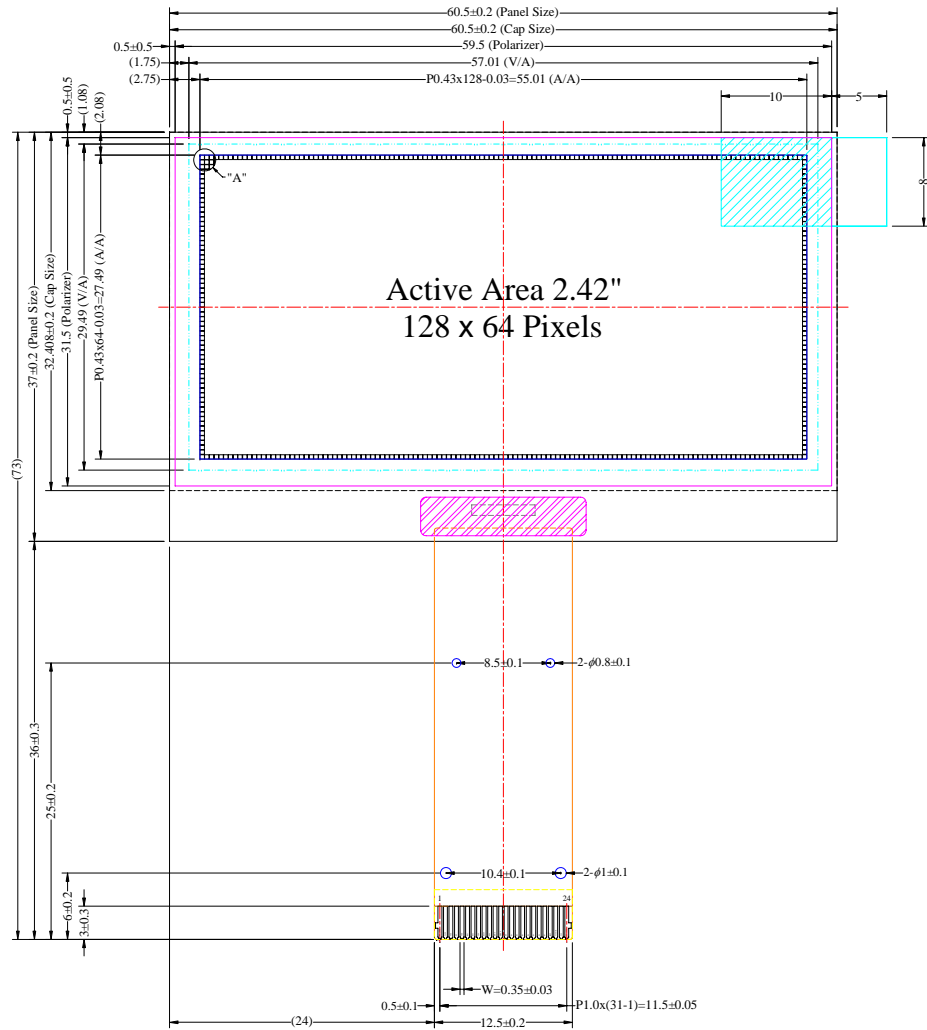 60.5±0.2 (Panel Size)
60.5±0.2 (Cap Size)
0.5±0.5
59.5 (Polarizer)
(1.75)
57.01 (V/A)
(2.75)
P0.43x128-0.03=55.01 (A/A)
0.5±0.5
(1.08)
(2.08)
10
5
8
"A"
Active Area 2.42"
128 x 64 Pixels
(73)
37±0.2 (Panel Size)
32.408±0.2 (Cap Size)
31.5 (Polarizer)
29.49 (V/A)
P0.43x64-0.03=27.49 (A/A)
8.5±0.1
2-ϕ0.8±0.1
36±0.3
25±0.2
10.4±0.1
2-ϕ1±0.1
6±0.2
3±0.3
1
24
W=0.35±0.03
0.5±0.1
P1.0x(31-1)=11.5±0.05
(24)
12.5±0.2